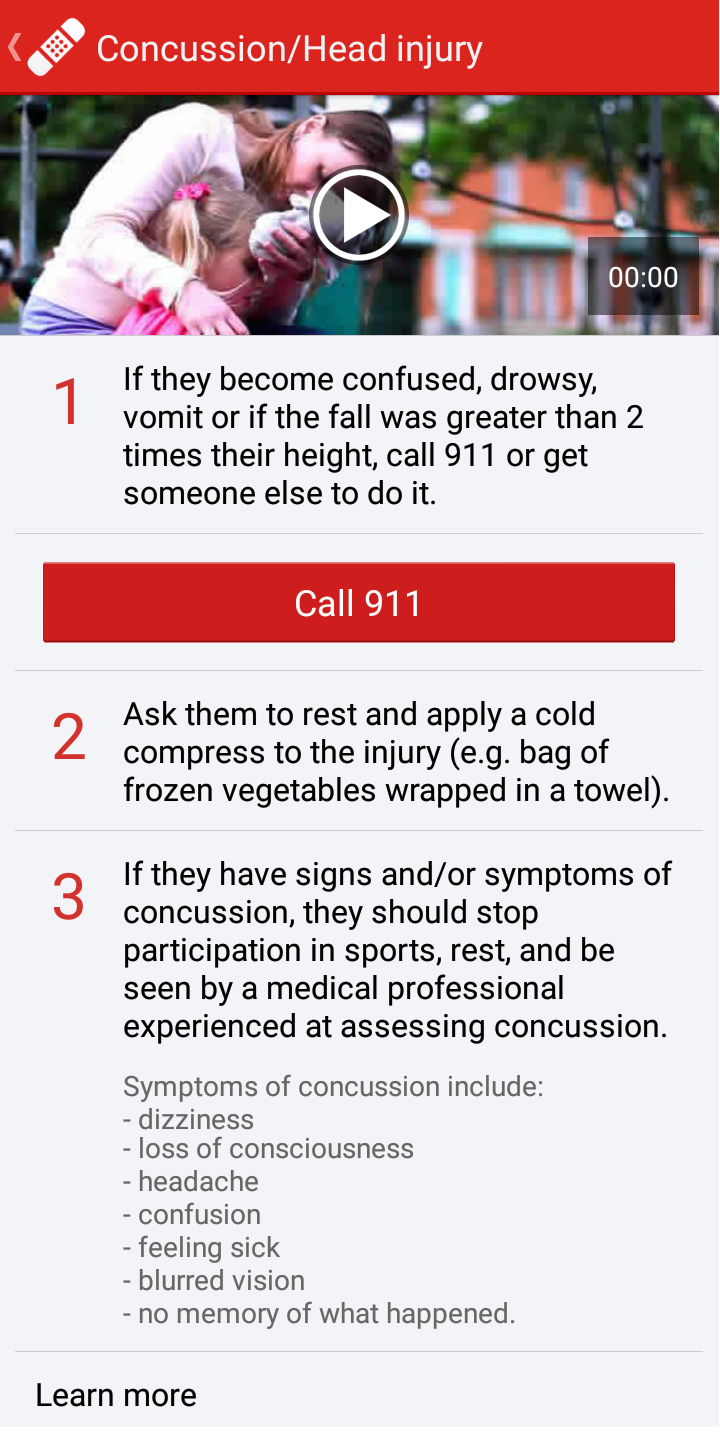 Concussion/Head injury
00:00
1
If they become confused, drowsy,
vomit or if the fall was greater than 2
times their height, call 911 or get
someone else to do it.
Call 911
2
Ask them to rest and apply a cold
compress to the injury (e.g. bag of
frozen vegetables wrapped in a towel).
3
If they have signs and/or symptoms of
concussion, they should stop
participation in sports, rest, and be
seen by a medical professional
experienced at assessing concussion.
Symptoms of concussion include:
- dizziness
- loss of consciousness
- headache
- confusion
- feeling sick
- blurred vision
- no memory of what happened.
Learn more